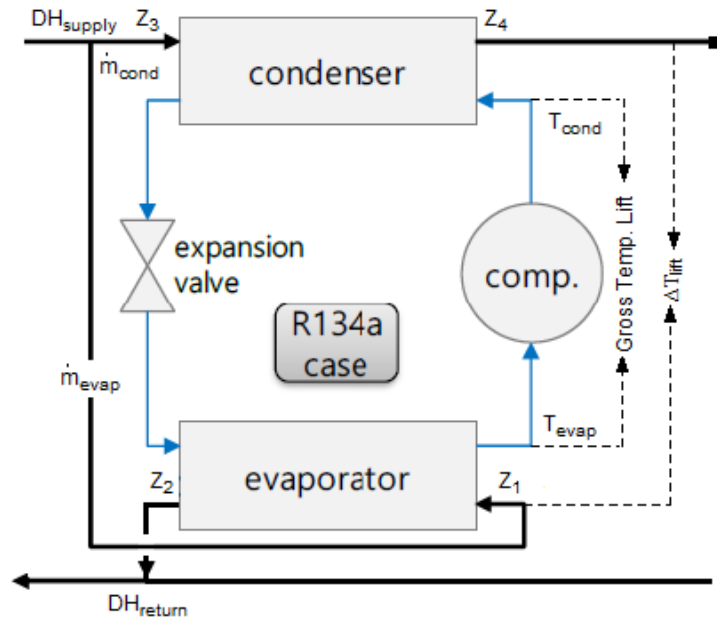 DHsupply
Z3
Z4
ṁcond
condenser
Tcond
expansion
valve
comp.
Gross Temp. Lift
ΔTlift
R134a
case
ṁevap
Tevap
Z2
evaporator
Z1
DHreturn